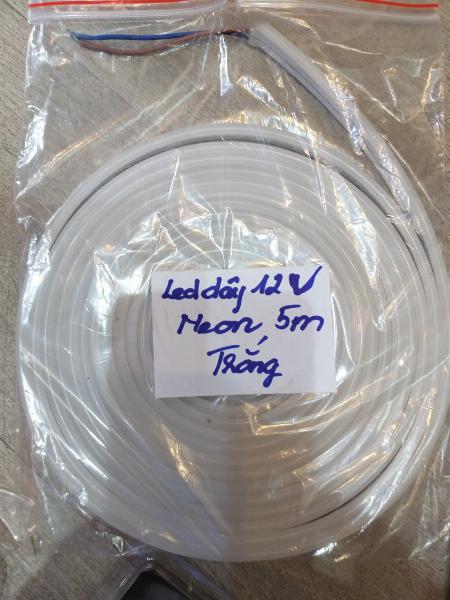 Led dây 12V
Neon 5m
Trắng